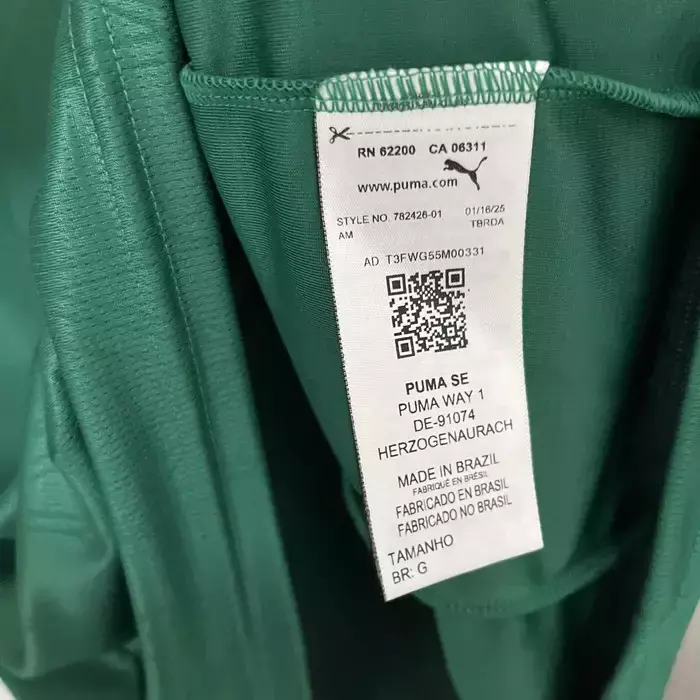 RN 62200 CA 06311
www.puma.com
STYLE NO. 782426-01 01/16/25
AM TBRDA
AD T3FWG55M00331
PUMA SE
PUMA WAY 1
DE-91074
HERZOGENAURACH
MADE IN BRAZIL
FABRIQUÉ EN BRÉSIL
FABRICADO EN BRASIL
FABRICADO NO BRASIL
TAMANHO
BR: G